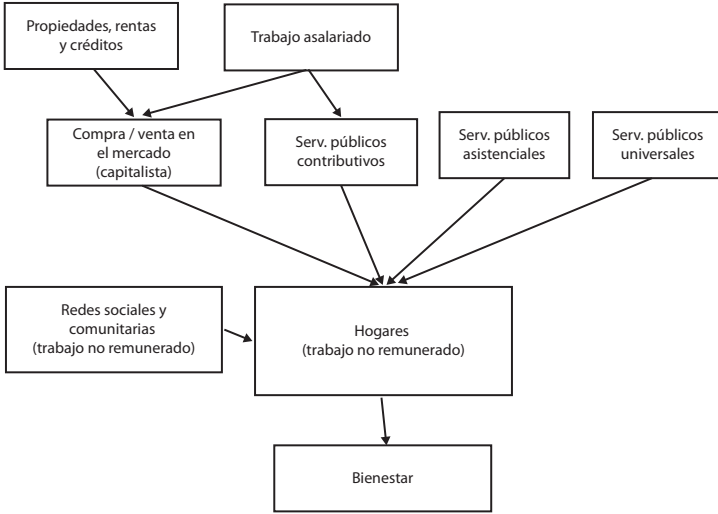 Propiedades, rentas
y créditos
Trabajo asalariado
Compra / venta en
el mercado
(capitalista)
Serv. públicos
contributivos
Serv. públicos
asistenciales
Serv. públicos
universales
Redes sociales y
comunitarias
(trabajo no remunerado)
Hogares
(trabajo no remunerado)
Bienestar